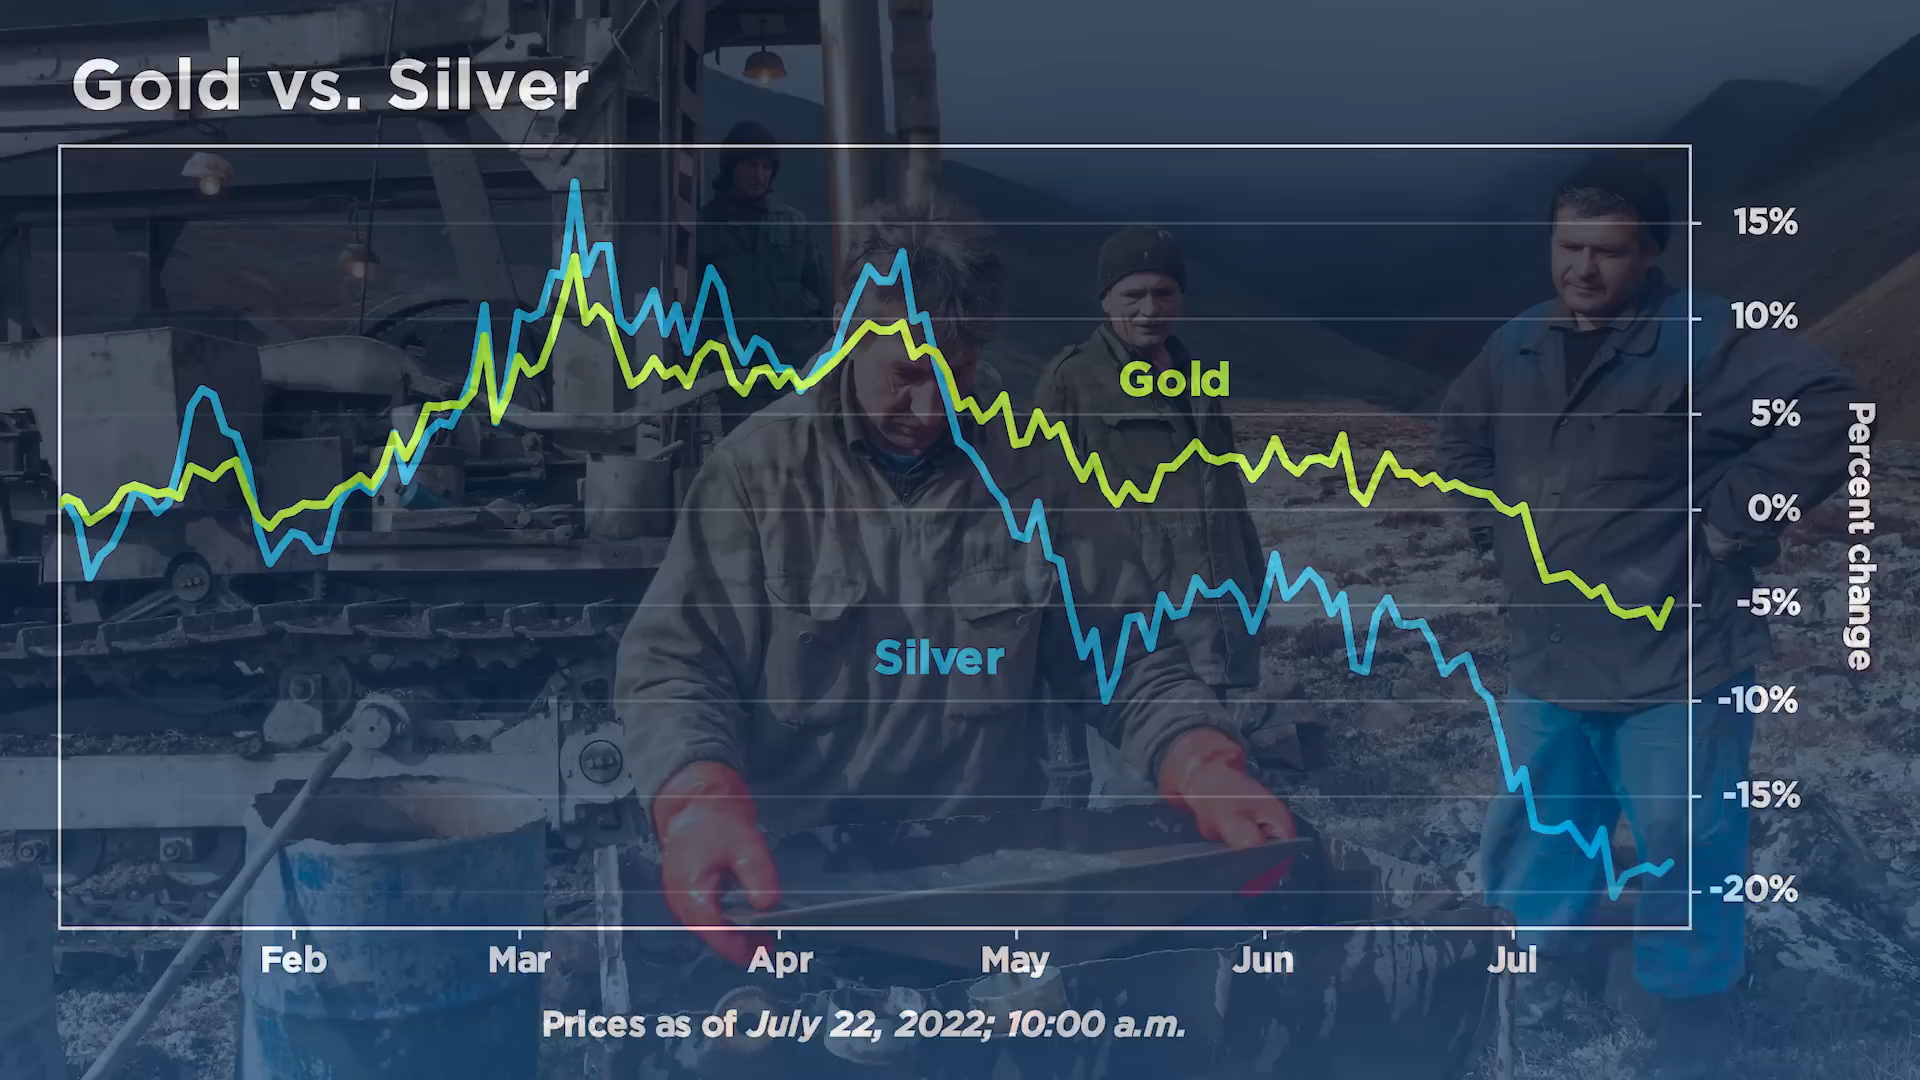 Gold vs. Silver
15%
10%
Gold
5%
0%
-5%
Silver
-10%
-15%
-20%
Percent change
Feb Mar Apr May Jun Jul
Prices as of July 22, 2022; 10:00 a.m.